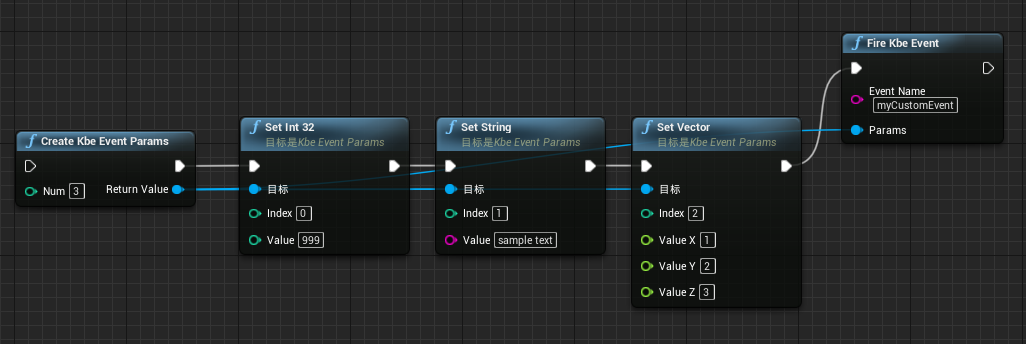 Create Kbe Event Params
Num 3
Return Value
Set Int 32
目标是Kbe Event Params
目标
Index 0
Value 999
Set String
目标是Kbe Event Params
目标
Index 1
Value sample text
Set Vector
目标是Kbe Event Params
目标
Index 2
Value X 1
Value Y 2
Value Z 3
Fire Kbe Event
Event Name
myCustomEvent
Params